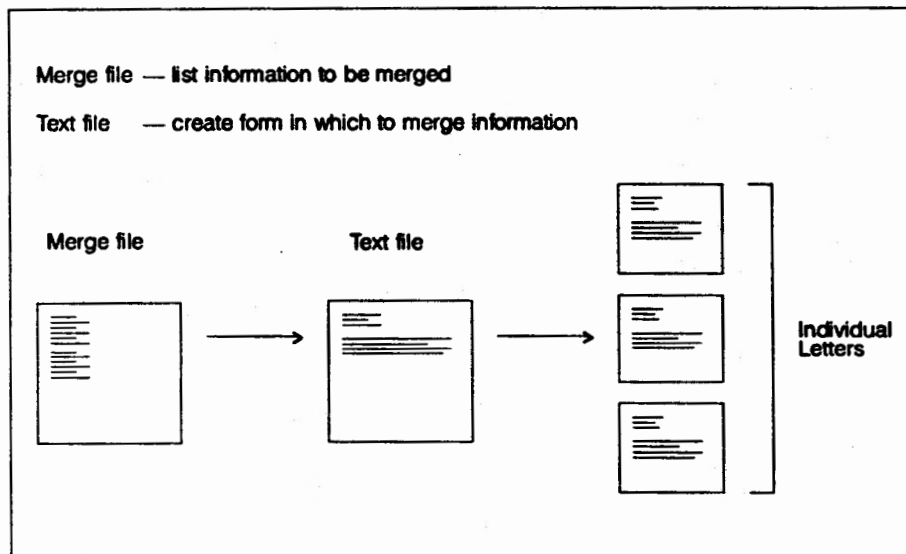 Merge file — list information to be merged
Text file — create form in which to merge information
Merge file
Text file
Individual
Letters